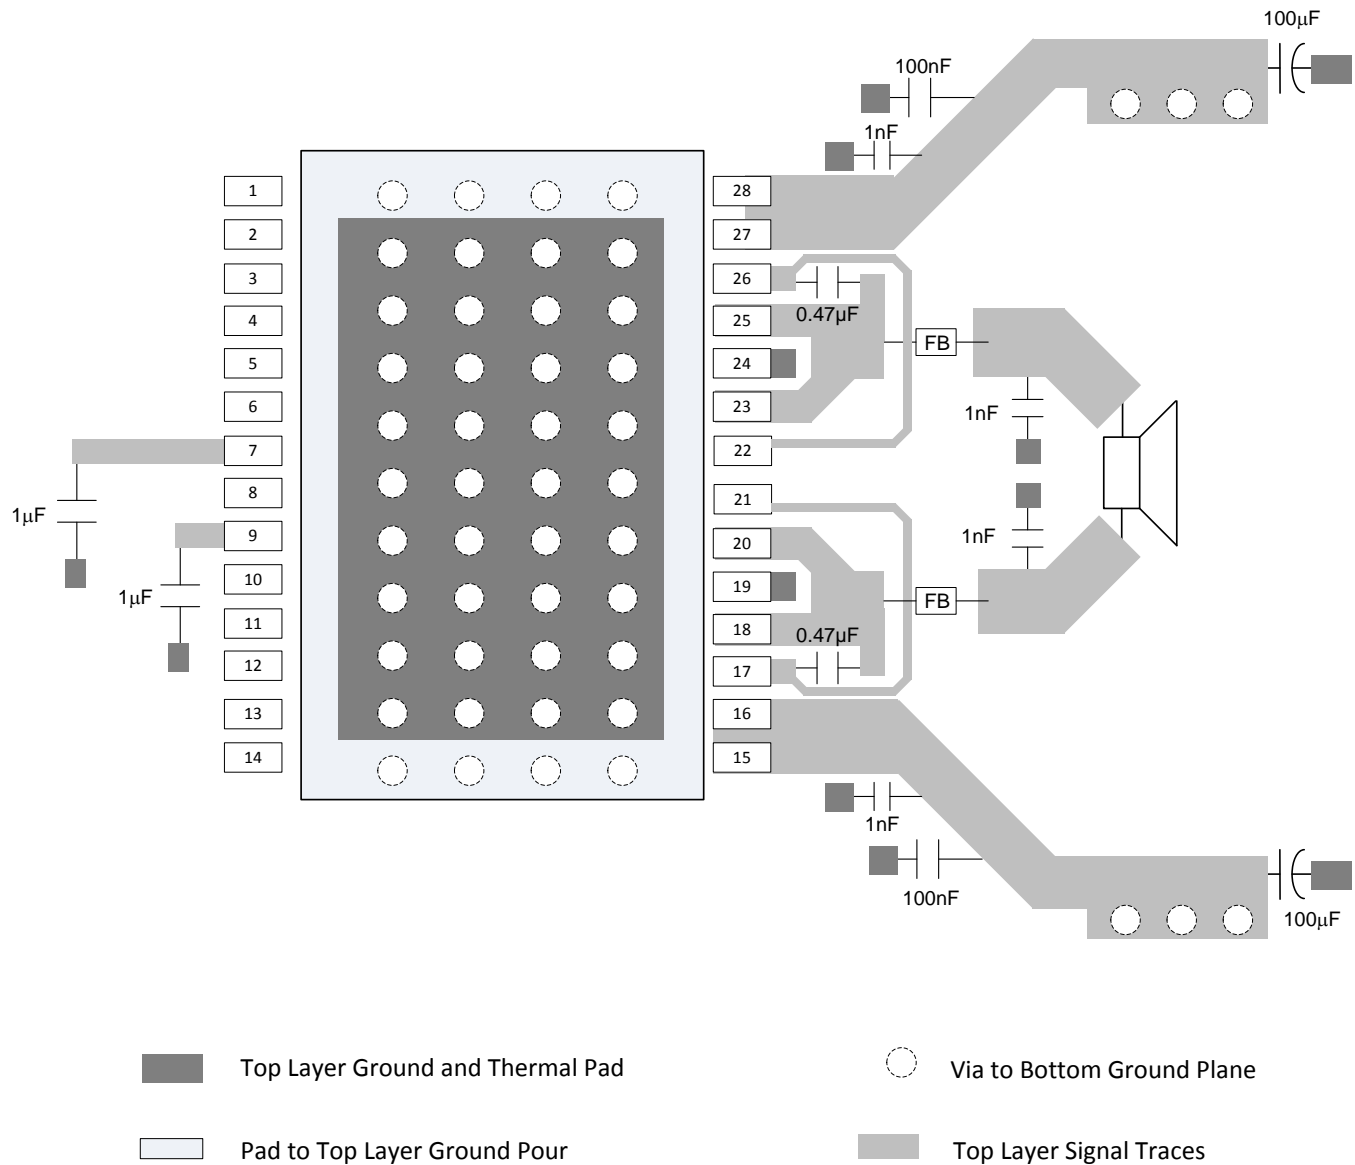 100μF
100nF
1nF
1
2
3
4
5
6
7
8
9
10
11
12
13
14
28
27
26
25
24
23
22
21
20
19
18
17
16
15
0.47μF
FB
1nF
1nF
FB
0.47μF
1μF
1μF
1nF
100nF
100μF
Top Layer Ground and Thermal Pad
Via to Bottom Ground Plane
Pad to Top Layer Ground Pour
Top Layer Signal Traces